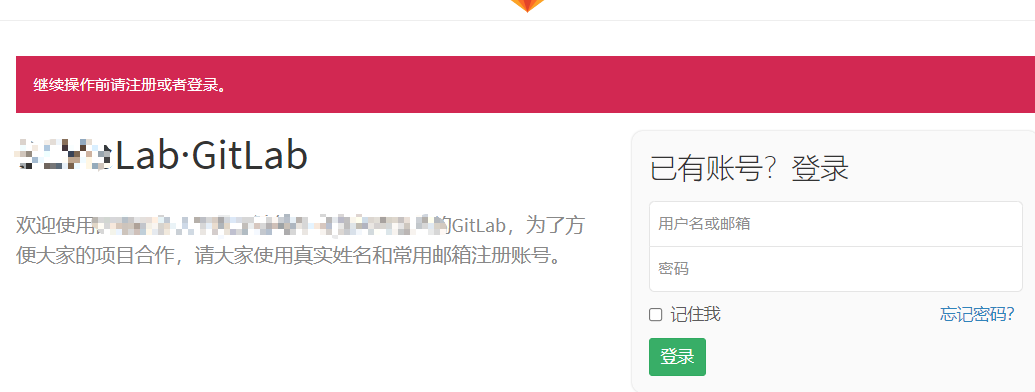 继续操作前请注册或者登录。
Lab·GitLab
已有账号？登录
欢迎使用 的GitLab，为了方
便大家的项目合作，请大家使用真实姓名和常用邮箱注册账号。
用户名或邮箱
密码
记住我
忘记密码？
登录